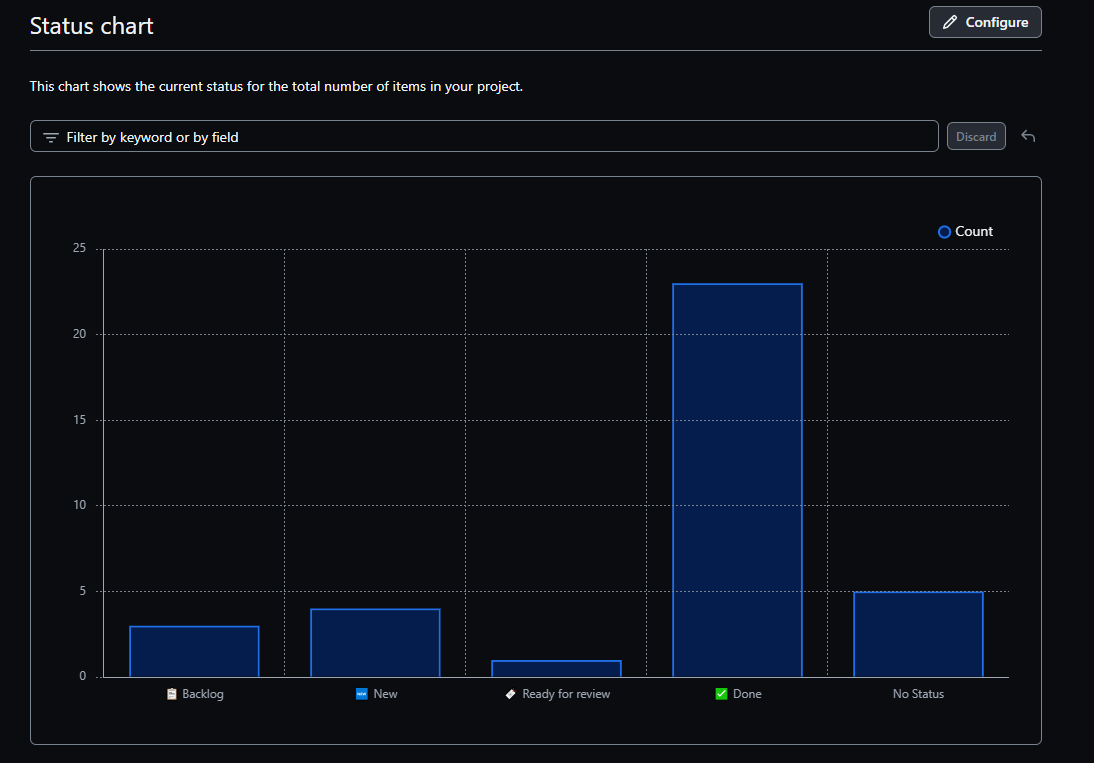 Status chart
Configure
This chart shows the current status for the total number of items in your project.
Filter by keyword or by field
Discard
Count
25
20
15
10
5
0
Backlog
NEW New
Ready for review
Done
No Status